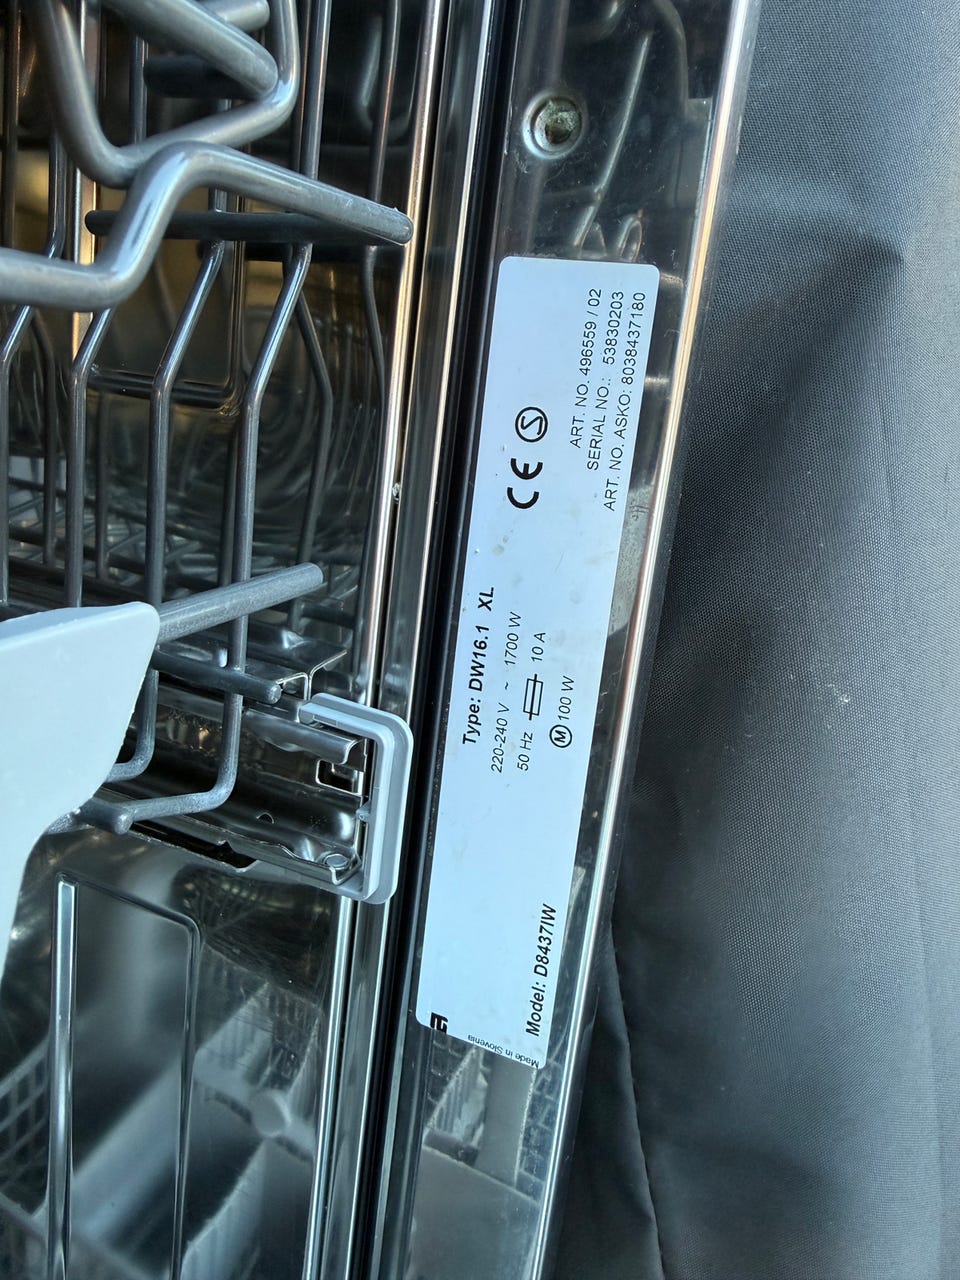 ART. NO. 496559 / 02
SERIAL NO.: 53830203
ART. NO. ASKO: 8038437180
CE S
Type: DW16.1 XL
220-240 V ~ 1700 W
50 Hz 10 A
M 100 W
Model: D8437IW
Made in Slovenia